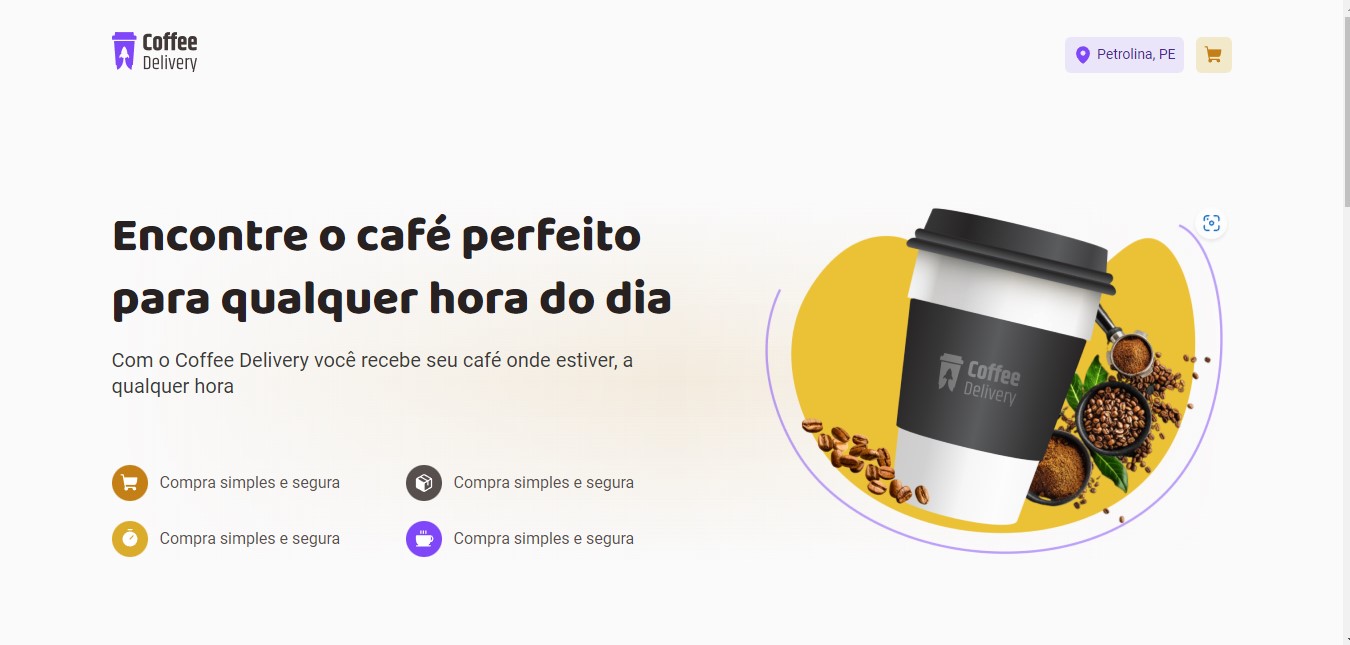 Coffee
Delivery
Petrolina, PE
Encontre o café perfeito
para qualquer hora do dia
Com o Coffee Delivery você recebe seu café onde estiver, a
qualquer hora
Compra simples e segura
Compra simples e segura
Compra simples e segura
Compra simples e segura
Coffee
Delivery